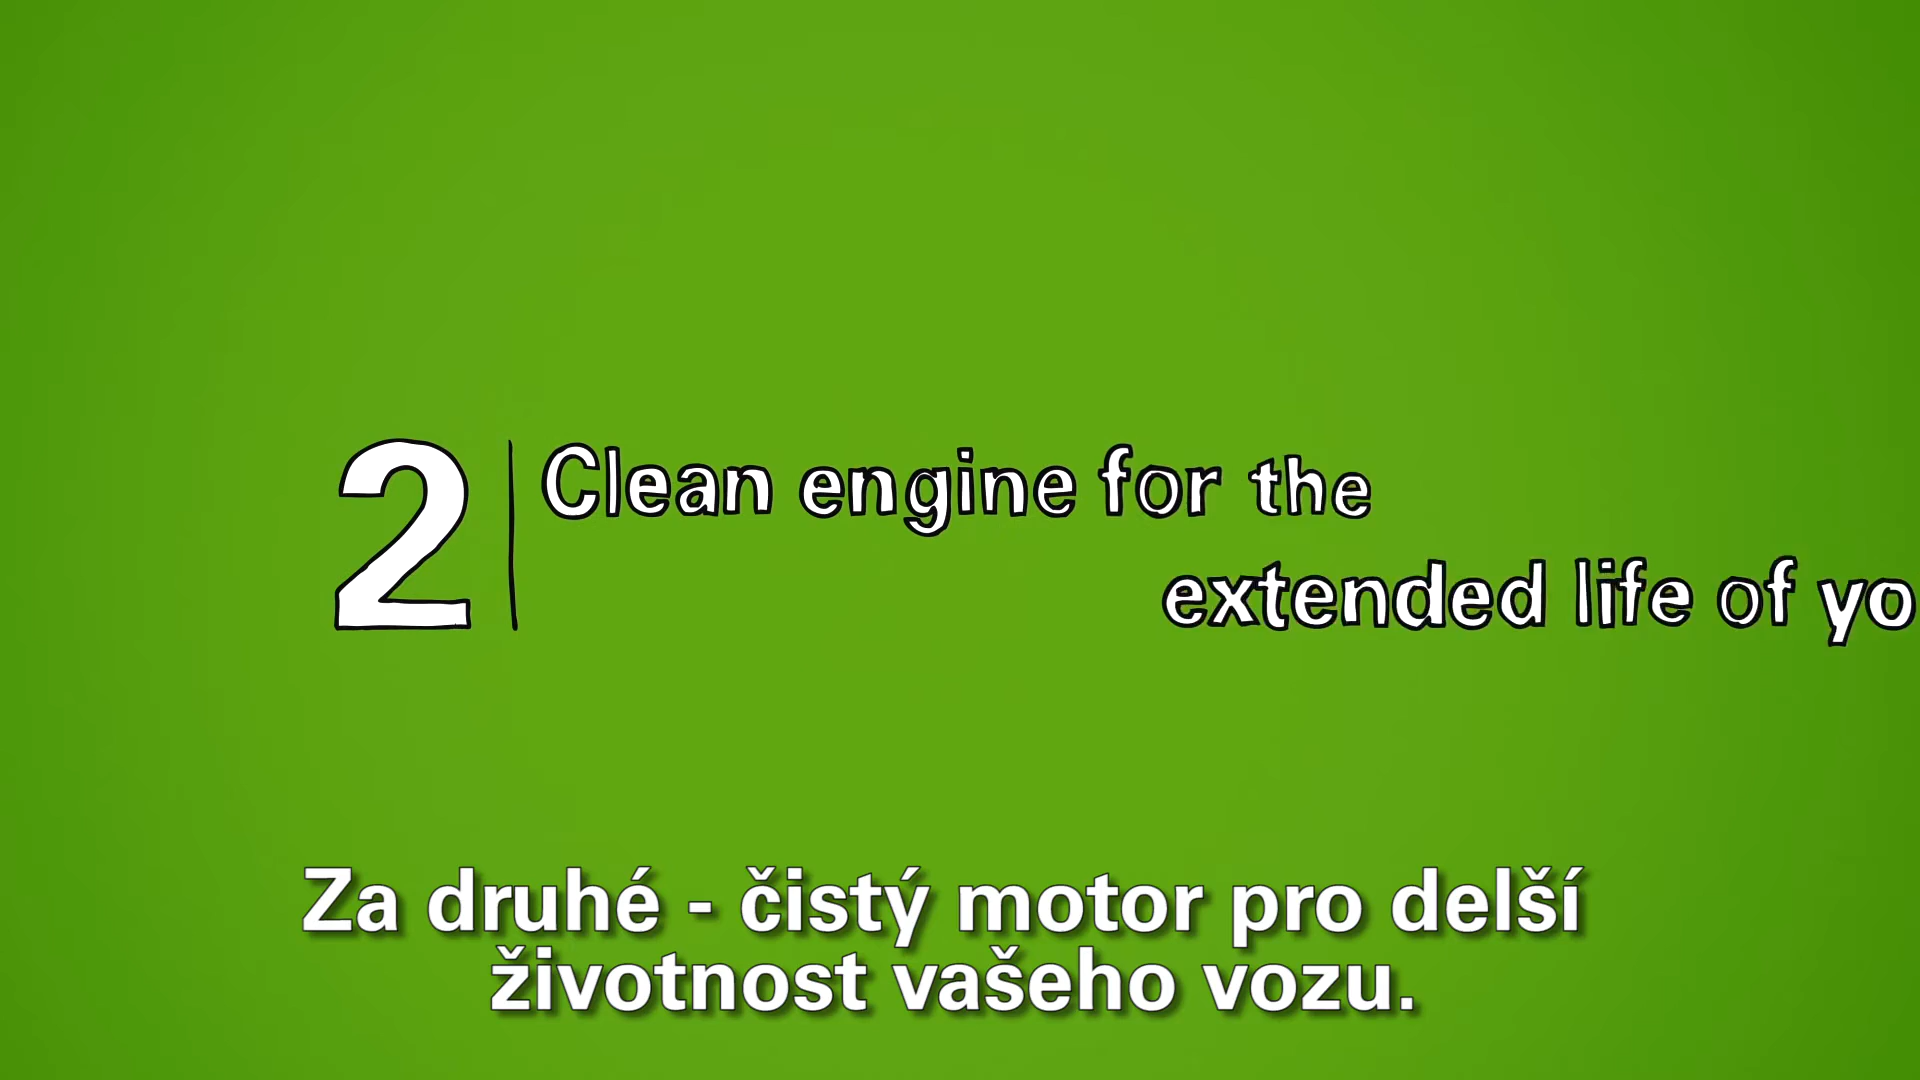 2
Clean engine for the
extended life of yo
Za druhé - čistý motor pro delší
životnost vašeho vozu.